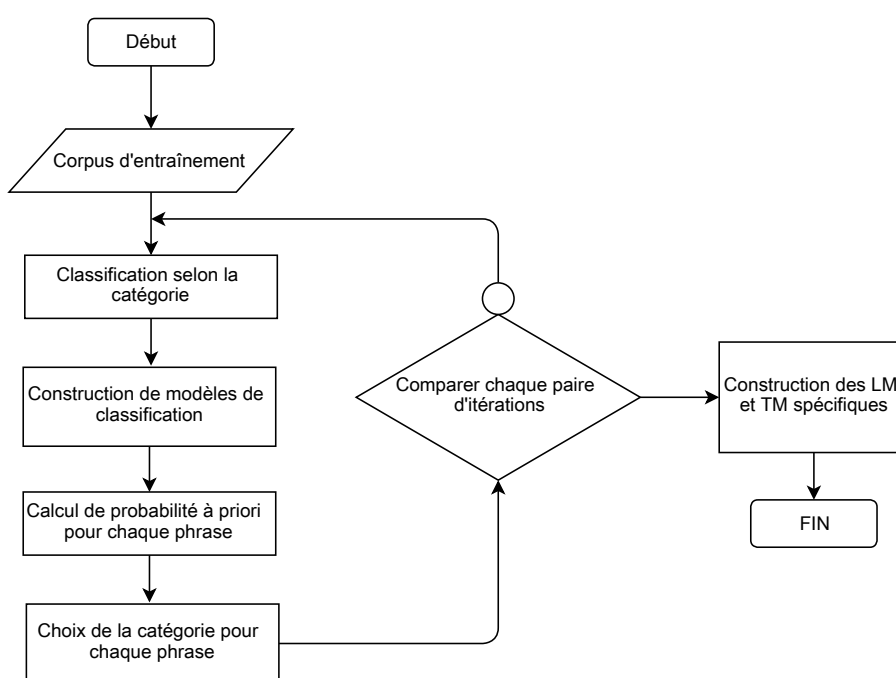 Début
Corpus d'entraînement
Classification selon la
catégorie
Construction de modèles de
classification
Calcul de probabilité à priori
pour chaque phrase
Choix de la catégorie pour
chaque phrase
Comparer chaque paire
d'itérations
Construction des LM
et TM spécifiques
FIN